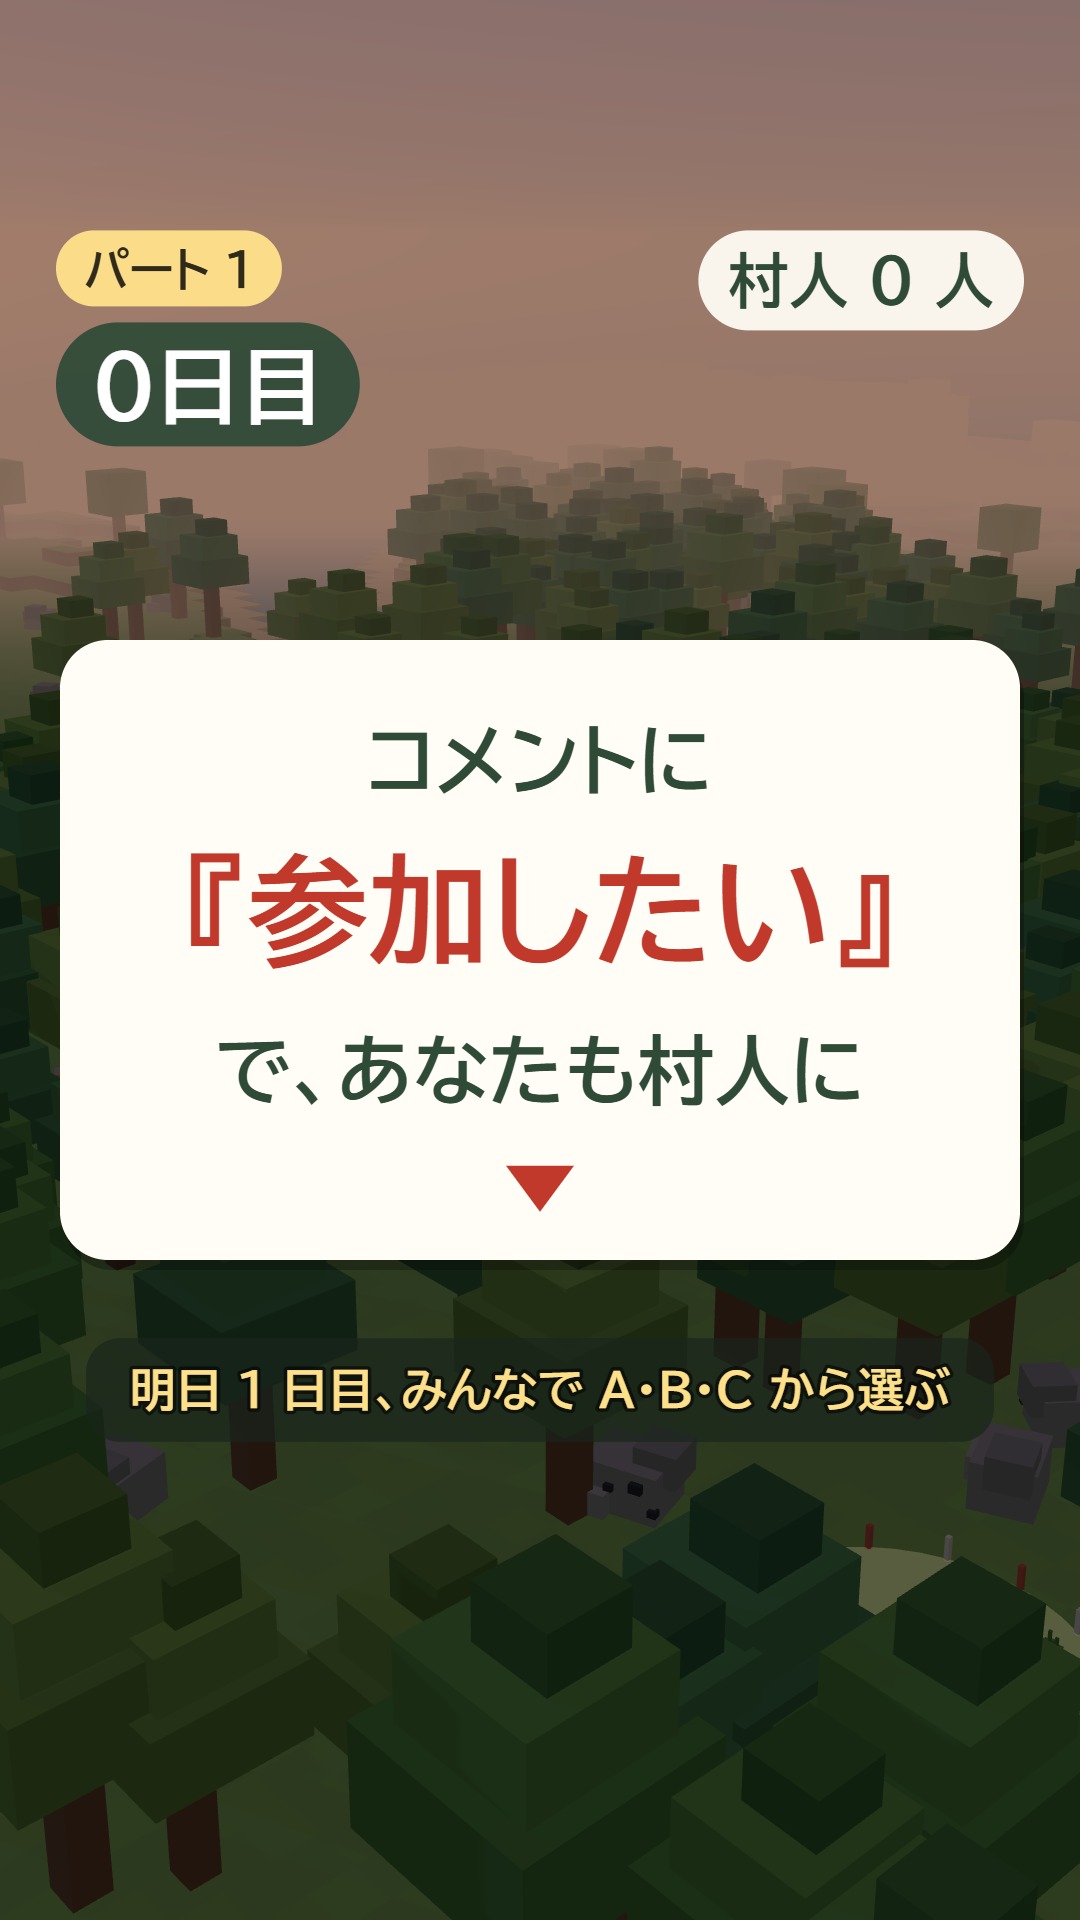 パート 1
0日目
村人 0 人
コメントに
『参加したい』
で、あなたも村人に
明日 1 日目、みんなで A・B・C から選ぶ